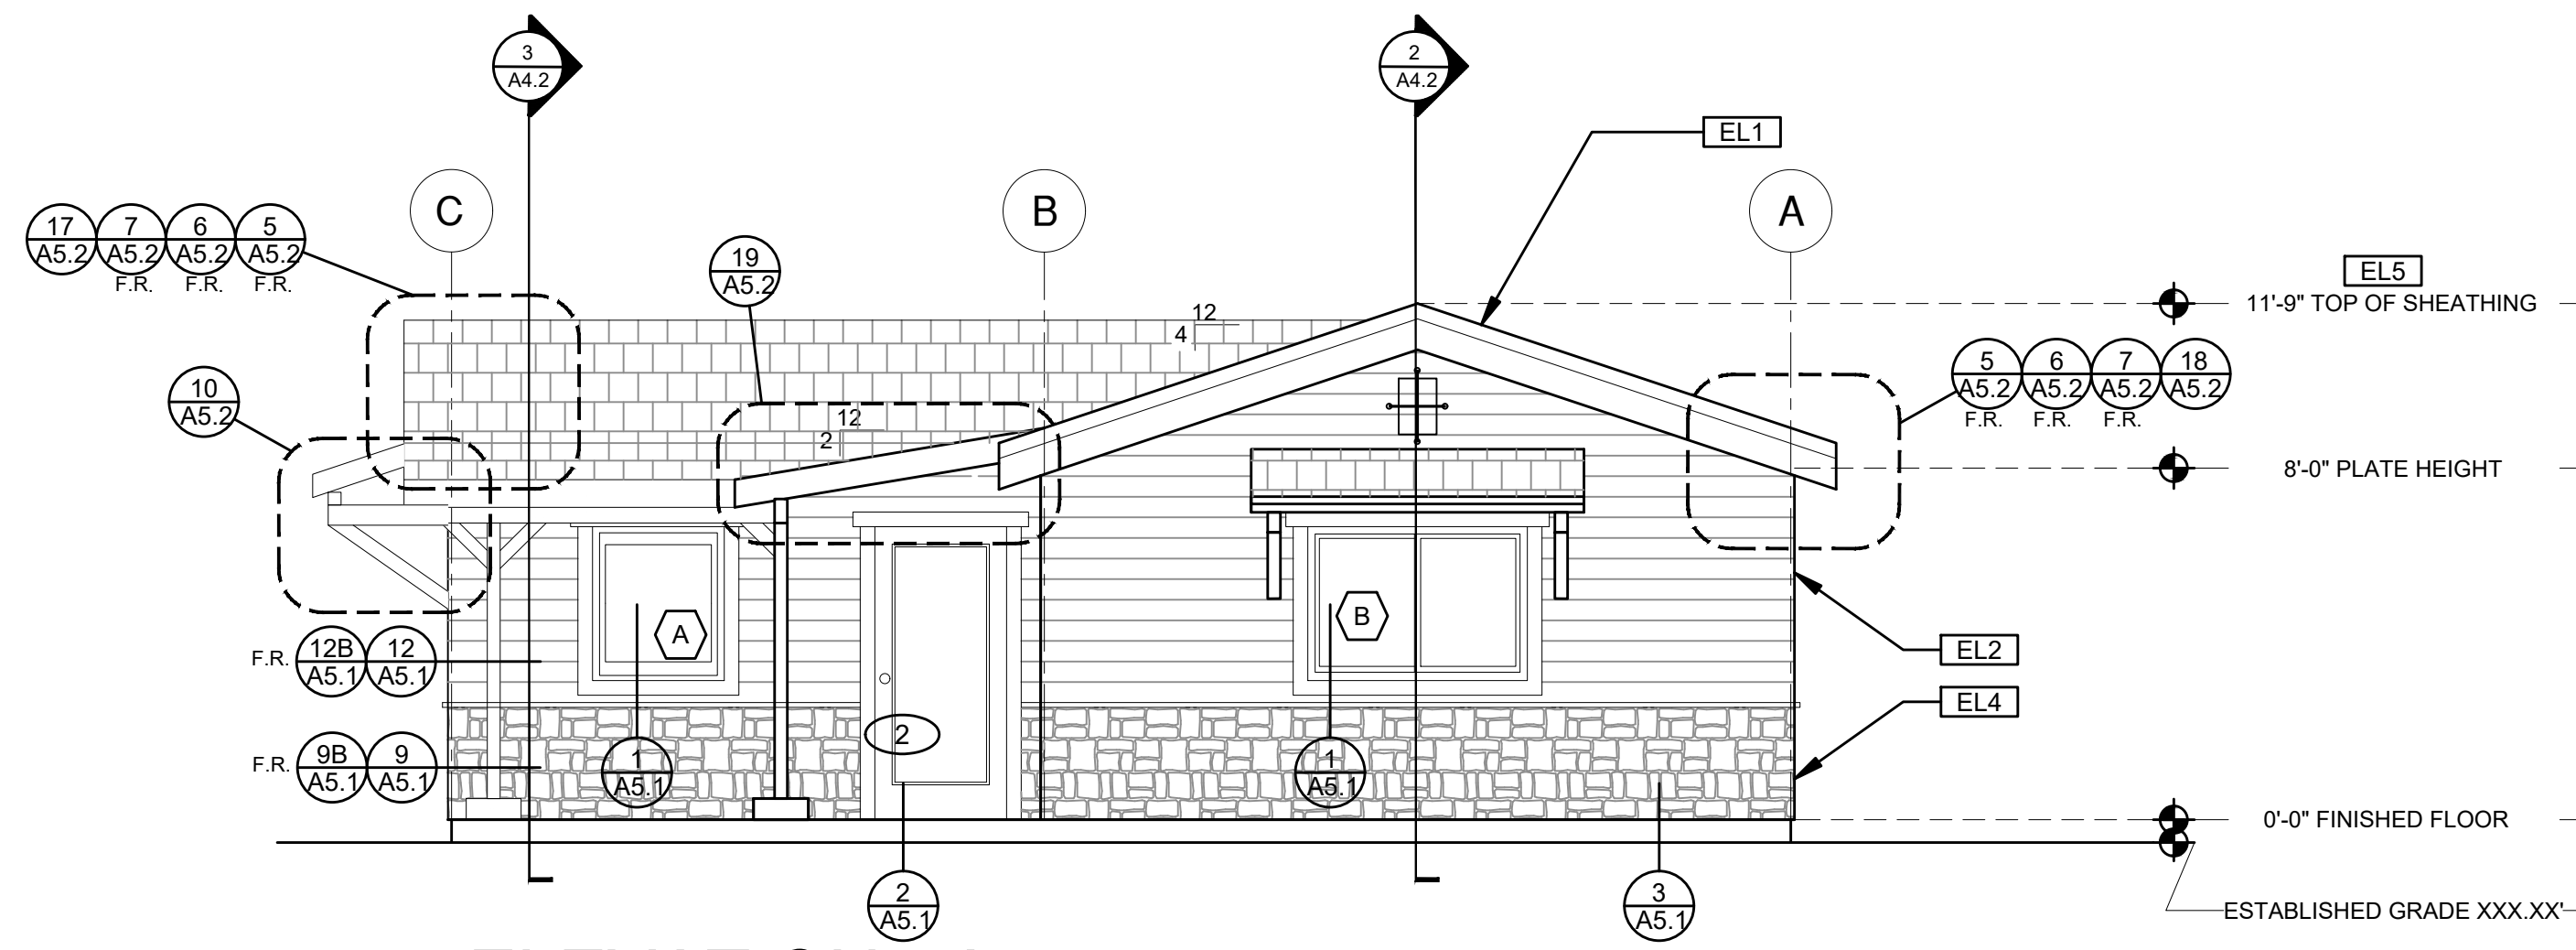 3
A4.2
2
A4.2
EL1
C
B
A
17
A5.2
7
A5.2
F.R.
6
A5.2
F.R.
5
A5.2
F.R.
19
A5.2
EL5
11'-9" TOP OF SHEATHING
12
4
5
A5.2
F.R.
6
A5.2
F.R.
7
A5.2
F.R.
18
A5.2
10
A5.2
12
2
8'-0" PLATE HEIGHT
A
B
F.R.
12B
A5.1
12
A5.1
EL2
EL4
2
F.R.
9B
A5.1
9
A5.1
1
A5.1
1
A5.1
0'-0" FINISHED FLOOR
2
A5.1
3
A5.1
ESTABLISHED GRADE XXX.XX'